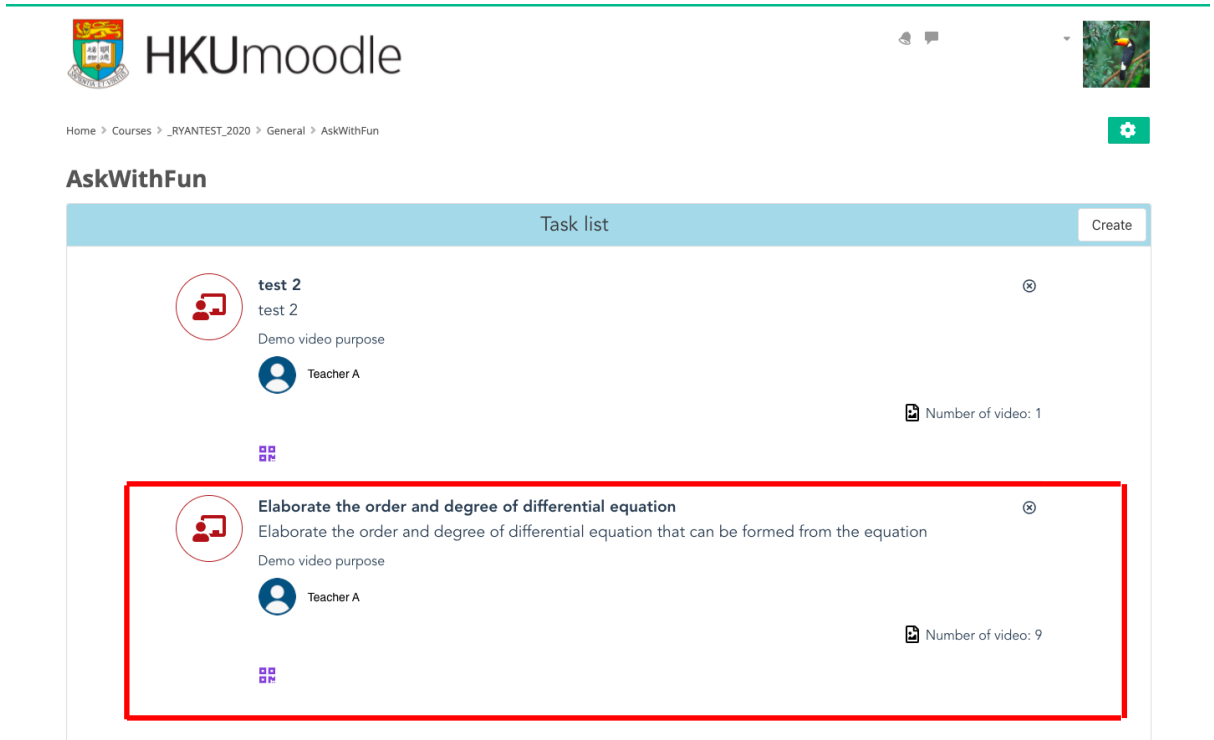 HKUmoodle
Home > Courses > _RYANTEST_2020 > General > AskWithFun
AskWithFun
Task list
Create
test 2
test 2
Demo video purpose
Teacher A
Number of video: 1
Elaborate the order and degree of differential equation
Elaborate the order and degree of differential equation that can be formed from the equation
Demo video purpose
Teacher A
Number of video: 9